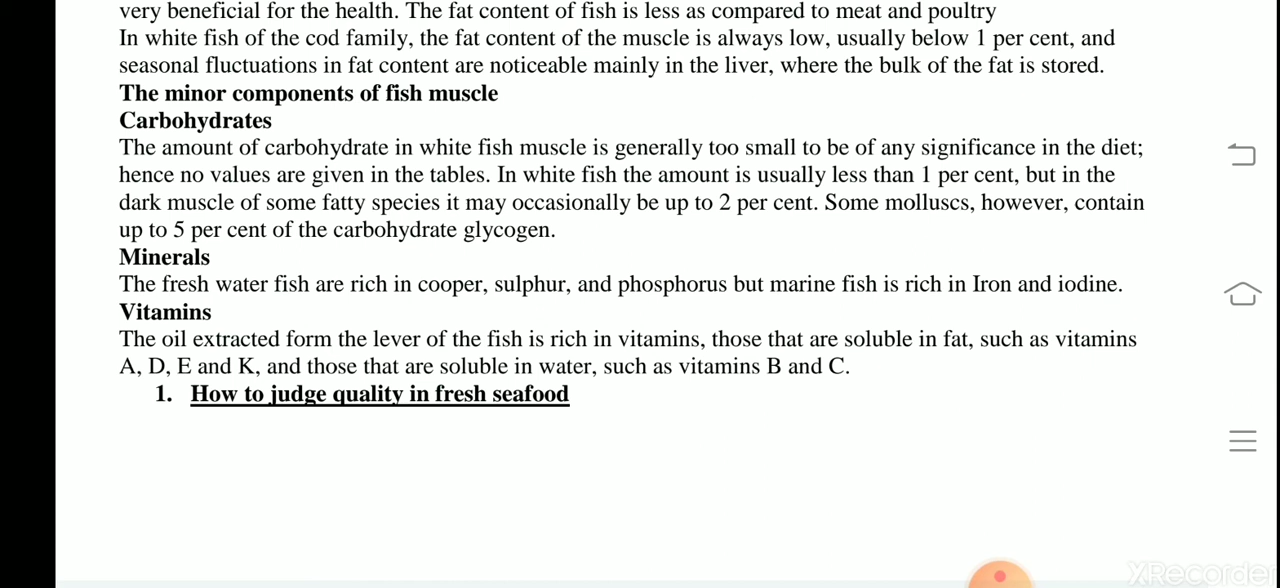 very beneficial for the health. The fat content of fish is less as compared to meat and poultry
In white fish of the cod family, the fat content of the muscle is always low, usually below 1 per cent, and
seasonal fluctuations in fat content are noticeable mainly in the liver, where the bulk of the fat is stored.
The minor components of fish muscle
Carbohydrates
The amount of carbohydrate in white fish muscle is generally too small to be of any significance in the diet;
hence no values are given in the tables. In white fish the amount is usually less than 1 per cent, but in the
dark muscle of some fatty species it may occasionally be up to 2 per cent. Some molluscs, however, contain
up to 5 per cent of the carbohydrate glycogen.
Minerals
The fresh water fish are rich in cooper, sulphur, and phosphorus but marine fish is rich in Iron and iodine.
Vitamins
The oil extracted form the lever of the fish is rich in vitamins, those that are soluble in fat, such as vitamins
A, D, E and K, and those that are soluble in water, such as vitamins B and C.
1. How to judge quality in fresh seafood
XRecorder